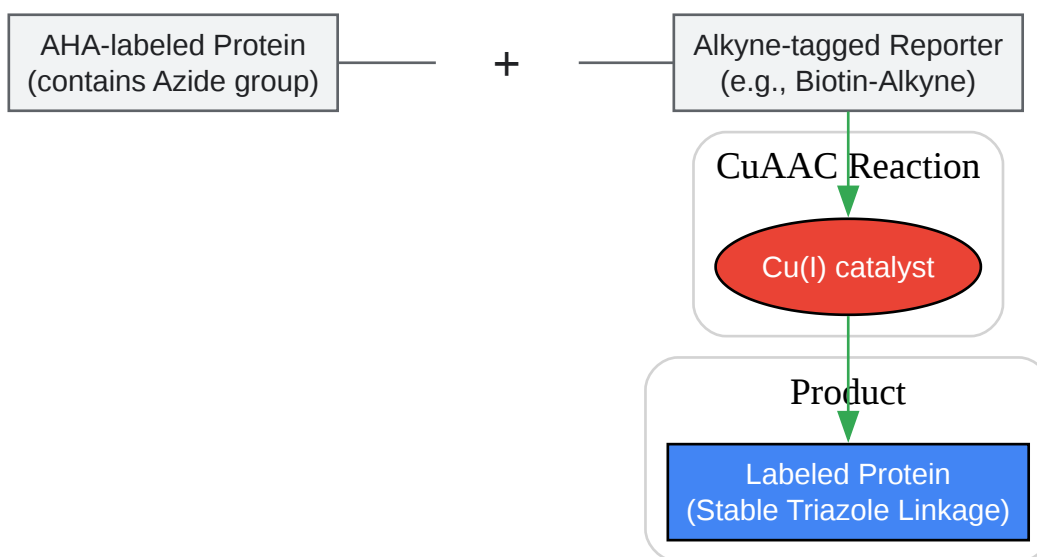 AHA-labeled Protein
(contains Azide group)
+
Alkyne-tagged Reporter
(e.g., Biotin-Alkyne)
CuAAC Reaction
Cu(I) catalyst
Product
Labeled Protein
(Stable Triazole Linkage)